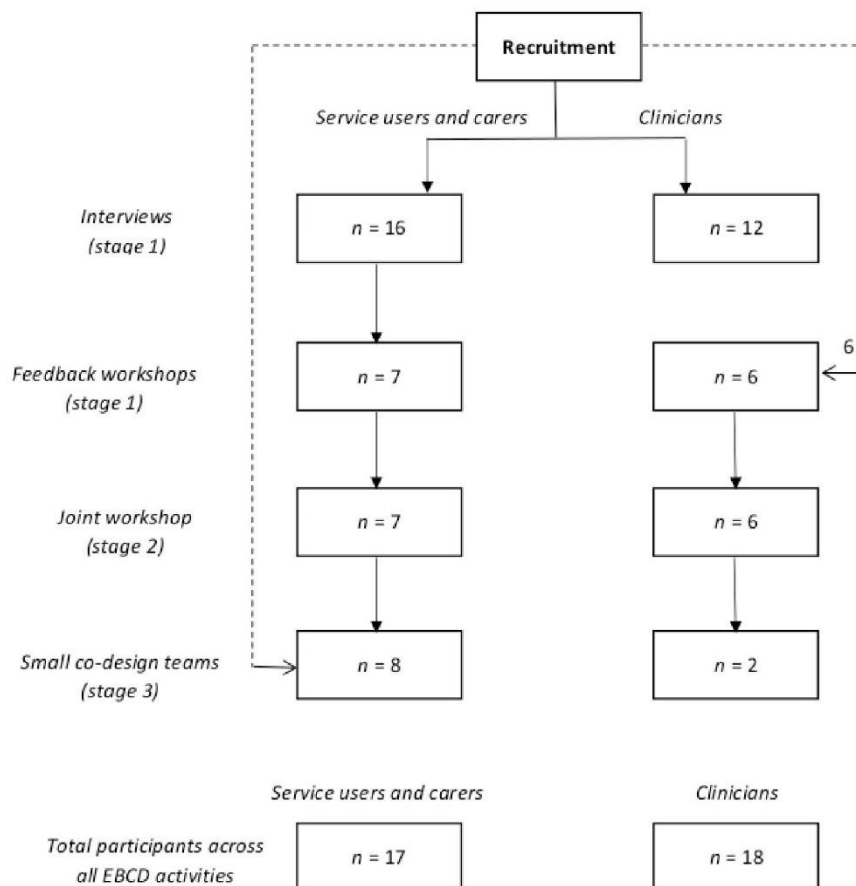 Recruitment
Service users and carers
Clinicians
Interviews
(stage 1)
n = 16
n = 12
Feedback workshops
(stage 1)
n = 7
n = 6
6
Joint workshop
(stage 2)
n = 7
n = 6
Small co-design teams
(stage 3)
n = 8
n = 2
Service users and carers
Clinicians
Total participants across
all EBCD activities
n = 17
n = 18